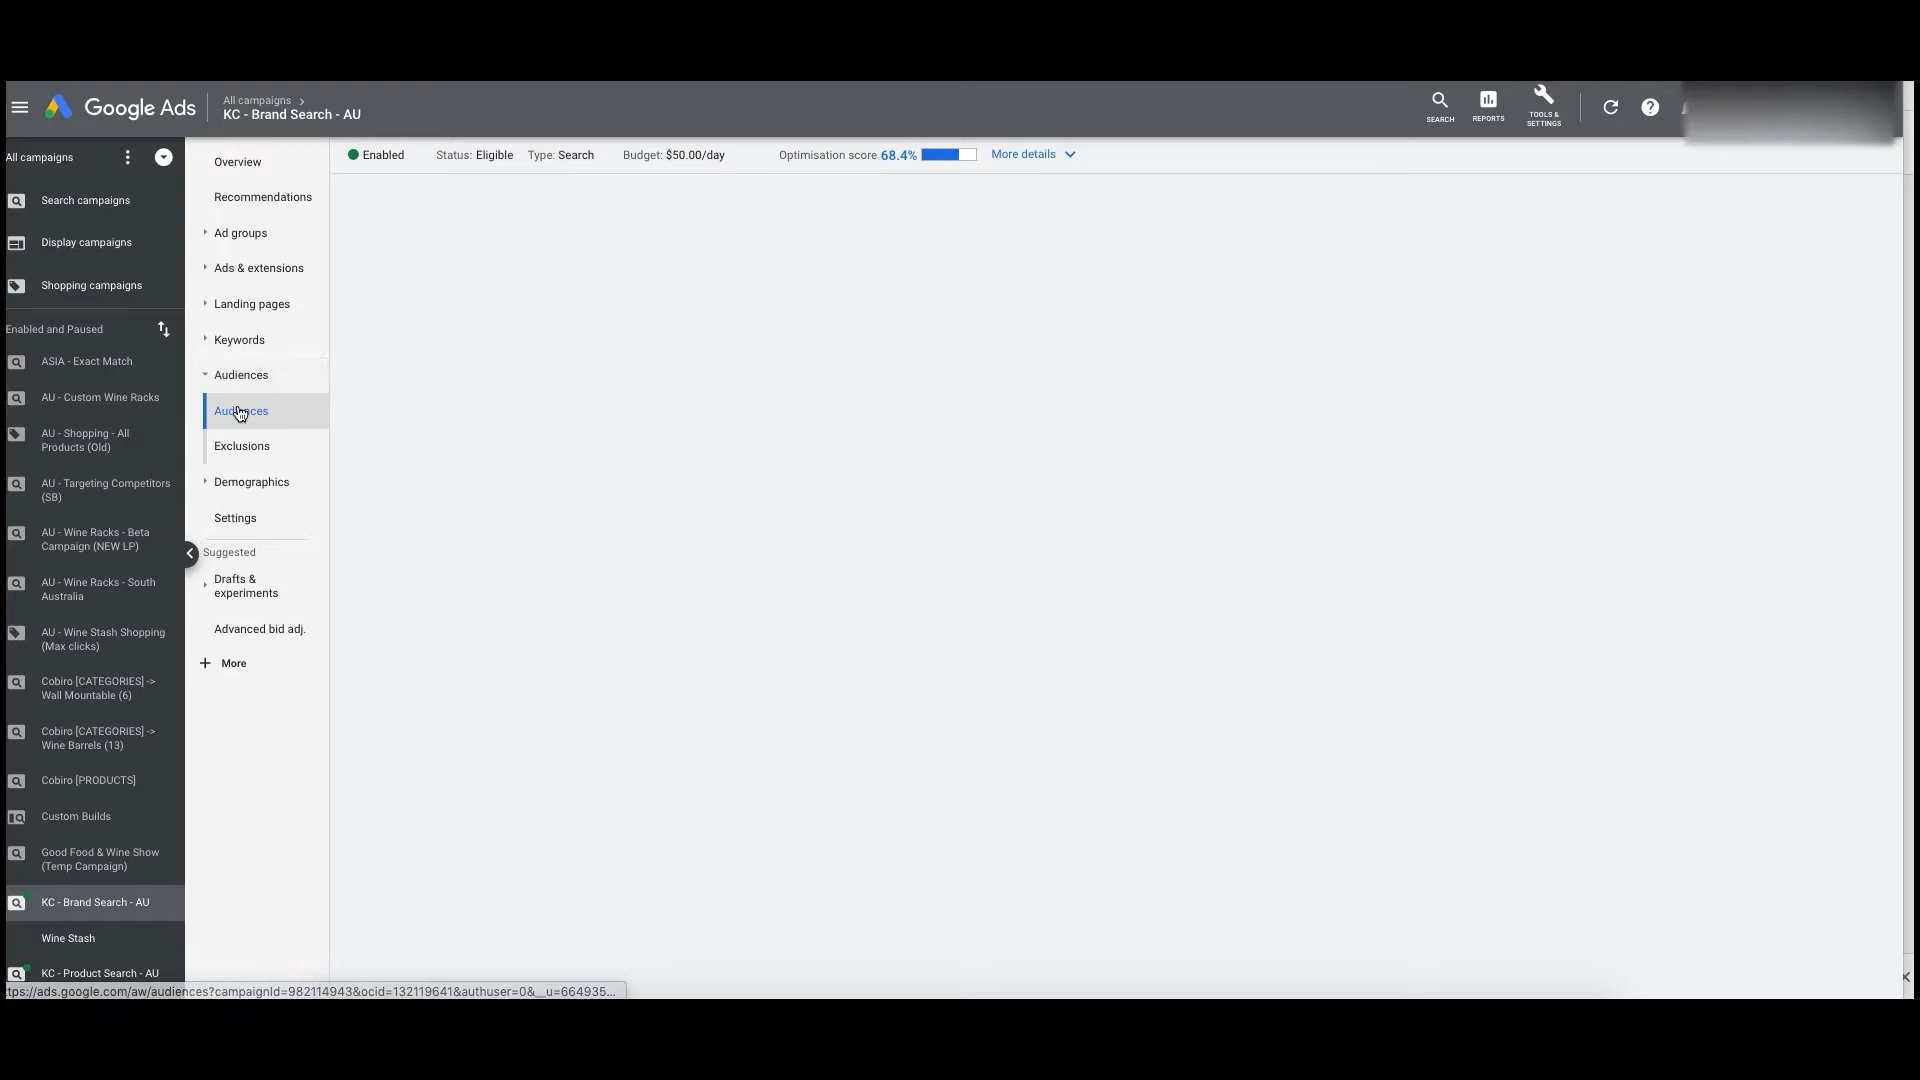 Google Ads
All campaigns
KC - Brand Search - AU
SEARCH
REPORTS
TOOLS &
SETTINGS
All campaigns
Search campaigns
Display campaigns
Shopping campaigns
Enabled and Paused
ASIA - Exact Match
AU - Custom Wine Racks
AU - Shopping - All
Products (Old)
AU - Targeting Competitors
(SB)
AU - Wine Racks - Beta
Campaign (NEW LP)
AU - Wine Racks - South
Australia
AU - Wine Stash Shopping
(Max clicks)
Cobiro [CATEGORIES] ->
Wall Mountable (6)
Cobiro [CATEGORIES] ->
Wine Barrels (13)
Cobiro [PRODUCTS]
Custom Builds
Good Food & Wine Show
(Temp Campaign)
KC - Brand Search - AU
Wine Stash
KC - Product Search - AU
Overview
Recommendations
Ad groups
Ads & extensions
Landing pages
Keywords
Audiences
Audiences
Exclusions
Demographics
Settings
Suggested
Drafts &
experiments
Advanced bid adj.
+ More
Enabled Status: Eligible Type: Search Budget: $50.00/day Optimisation score 68.4% More details
tps://ads.google.com/aw/audiences?campaignId=982114943&ocid=132119641&authuser=0&__u=664935...